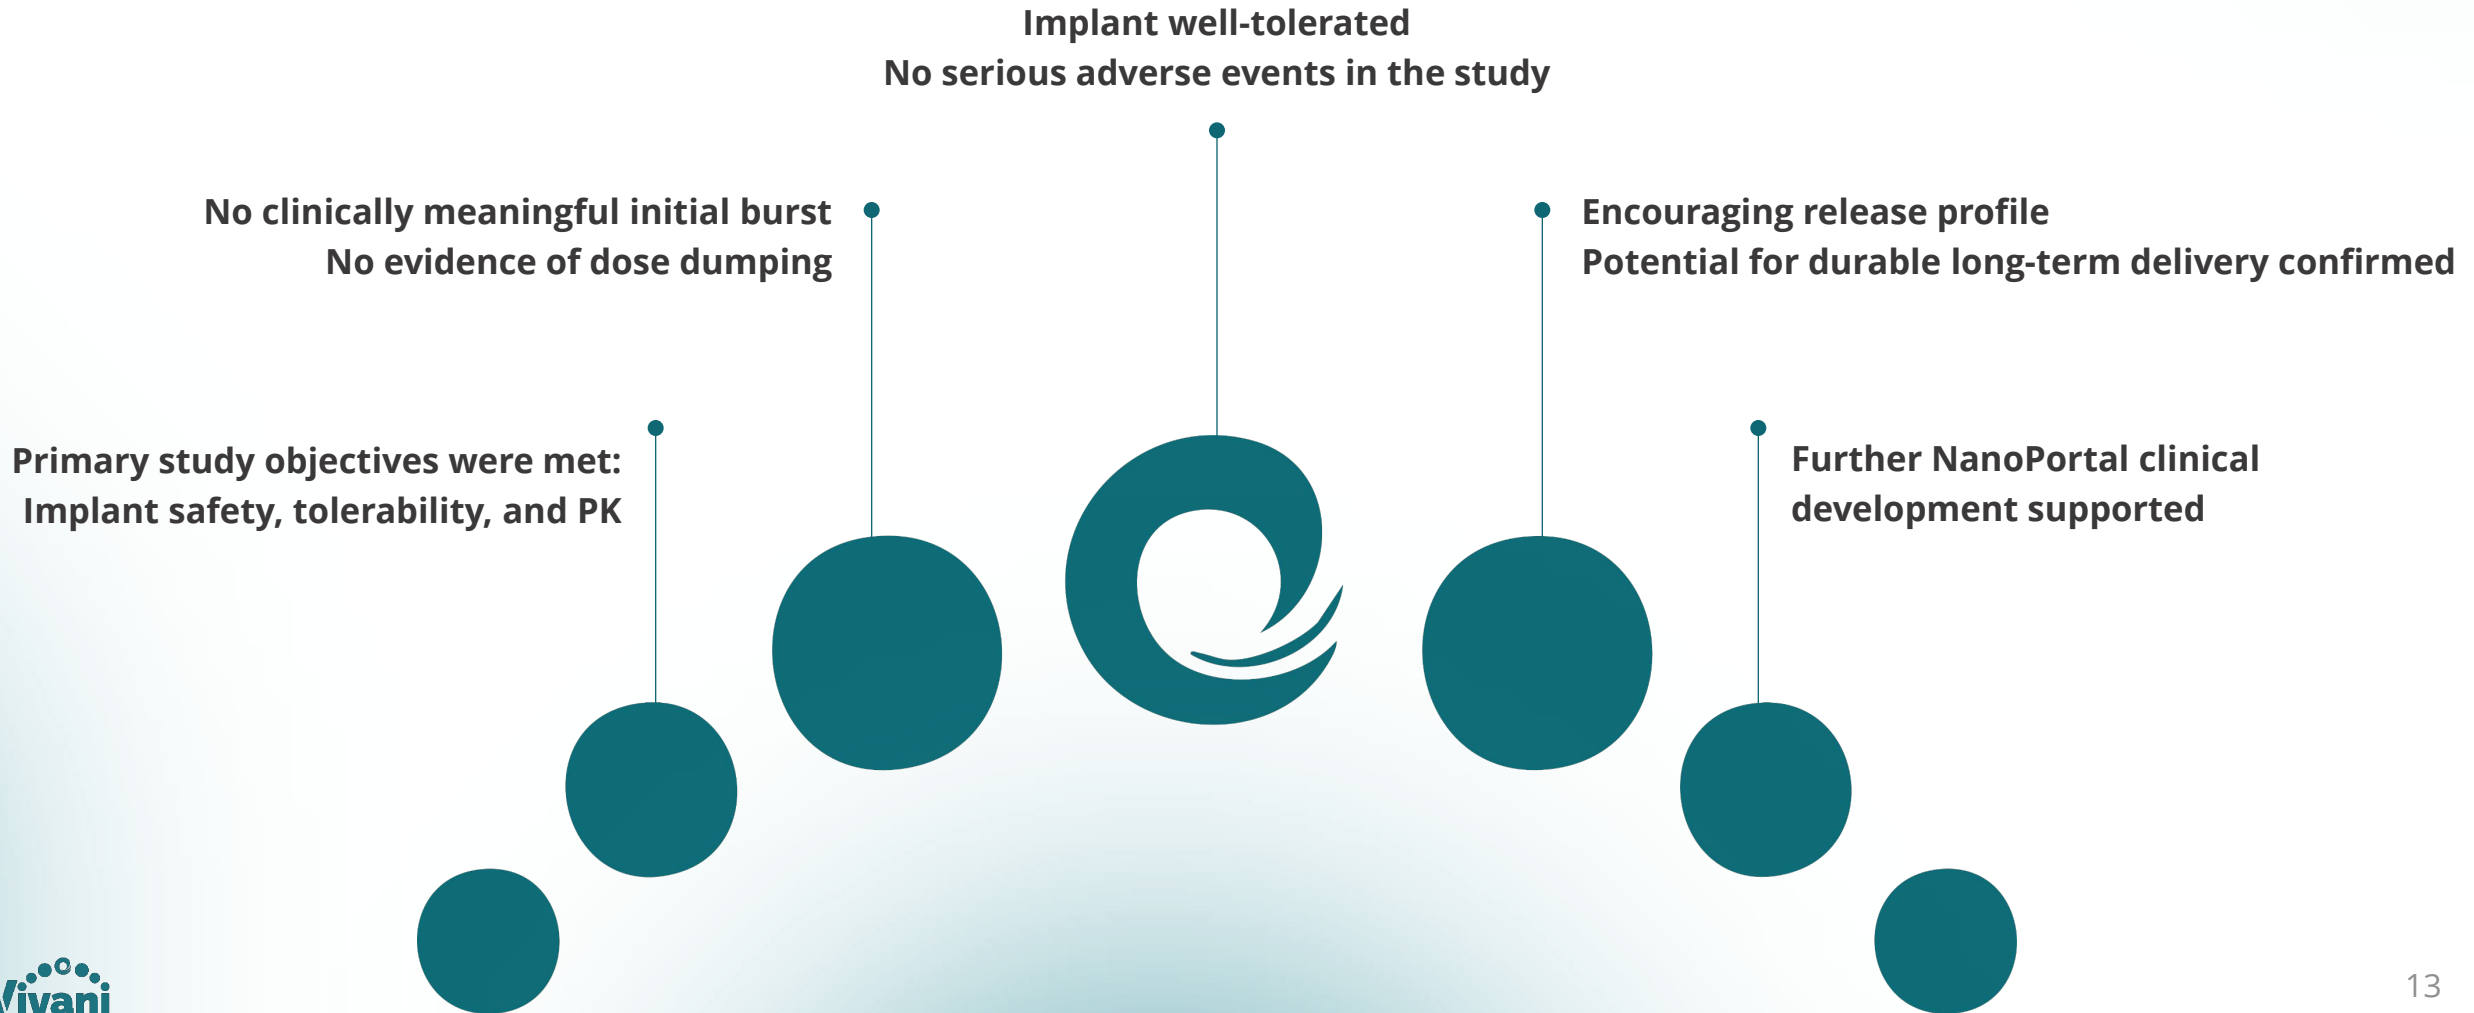 Implant well-tolerated
No serious adverse events in the study
No clinically meaningful initial burst
No evidence of dose dumping
Encouraging release profile
Potential for durable long-term delivery confirmed
Primary study objectives were met:
Implant safety, tolerability, and PK
Further NanoPortal clinical
development supported
Vivani
13